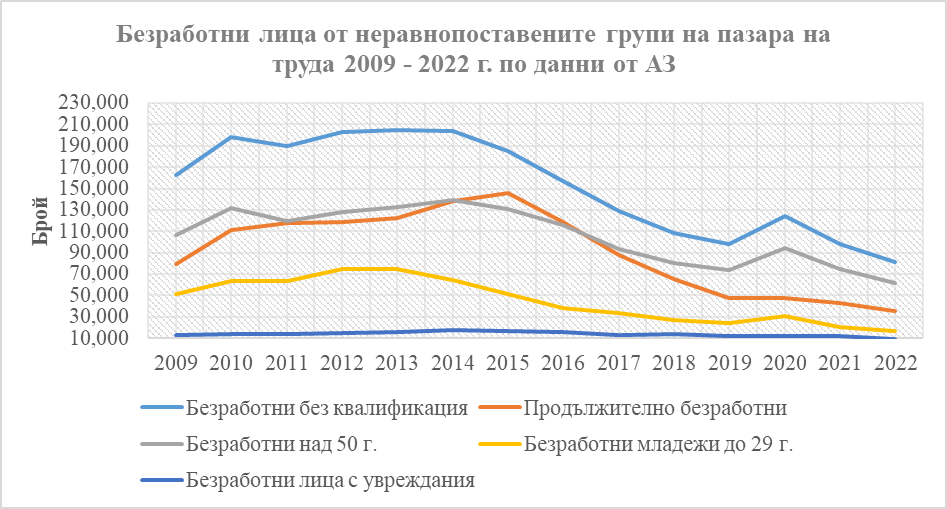 Безработни лица от неравнопоставените групи на пазара на
труда 2009 - 2022 г. по данни от АЗ
Брой
230,000
210,000
190,000
170,000
150,000
130,000
110,000
90,000
70,000
50,000
30,000
10,000
2009 2010 2011 2012 2013 2014 2015 2016 2017 2018 2019 2020 2021 2022
Безработни без квалификация Продължително безработни
Безработни над 50 г. Безработни младежи до 29 г.
Безработни лица с увреждания